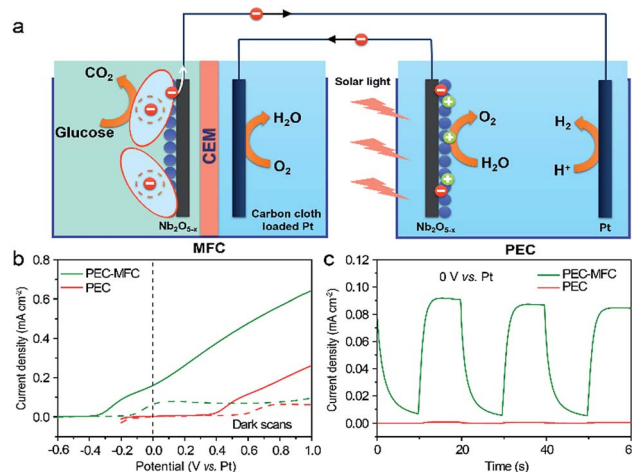 a
CO2
Glucose
Nb2O5-x
CEM
H2O
O2
Carbon cloth
loaded Pt
MFC
Solar light
Nb2O5-x
O2
H2O
H2
H+
Pt
PEC
b
PEC-MFC
PEC
Dark scans
Current density (mA cm-2)
0.8
0.6
0.4
0.2
0.0
-0.6 -0.4 -0.2 0.0 0.2 0.4 0.6 0.8 1.0
Potential (V vs. Pt)
c
0 V vs. Pt
PEC-MFC
PEC
Current density (mA cm-2)
0.12
0.10
0.08
0.06
0.04
0.02
0.00
0 20 40 6
Time (s)